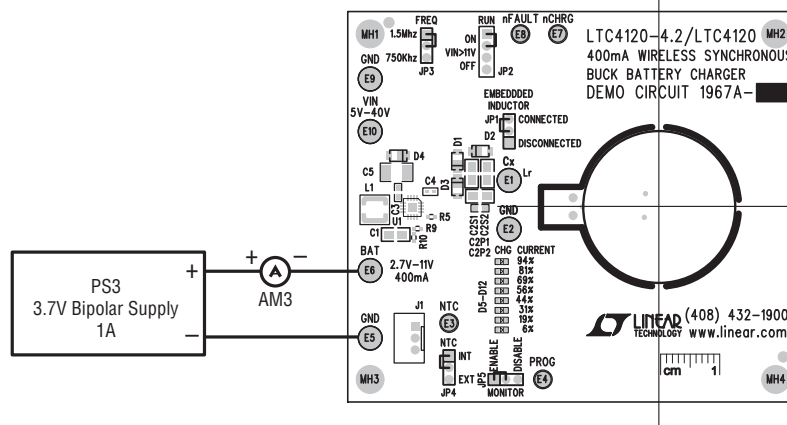 FREQ
1.5Mhz
750Khz
JP3
RUN
ON
VIN>11V
OFF
JP2
nFAULT nCHRG
E8 E7
MH1
MH2
LTC4120-4.2/LTC4120
400mA WIRELESS SYNCHRONOUS
BUCK BATTERY CHARGER
DEMO CIRCUIT 1967A-
GND
E9
VIN
5V-40V
E10
EMBEDDDED
INDUCTOR
JP1
CONNECTED
DISCONNECTED
D2
D1
D3
D4
C5
C4
L1
C3
U1
C1
R5
R9
R10
Cx
E1
Lr
GND
E2
C2S1
C2S2
C2P1
C2P2
BAT
E6
2.7V-11V
400mA
CHG CURRENT
94%
81%
69%
56%
44%
31%
19%
6%
D5-D12
PS3
3.7V Bipolar Supply
1A
+
−
+
A
−
AM3
GND
E5
J1
NTC
E3
NTC
INT
EXT
JP4
ENABLE
DISABLE
JP5
MONITOR
PROG
E4
MH3
MH4
LINEAR
TECHNOLOGY
(408) 432-1900
www.linear.com
cm 1